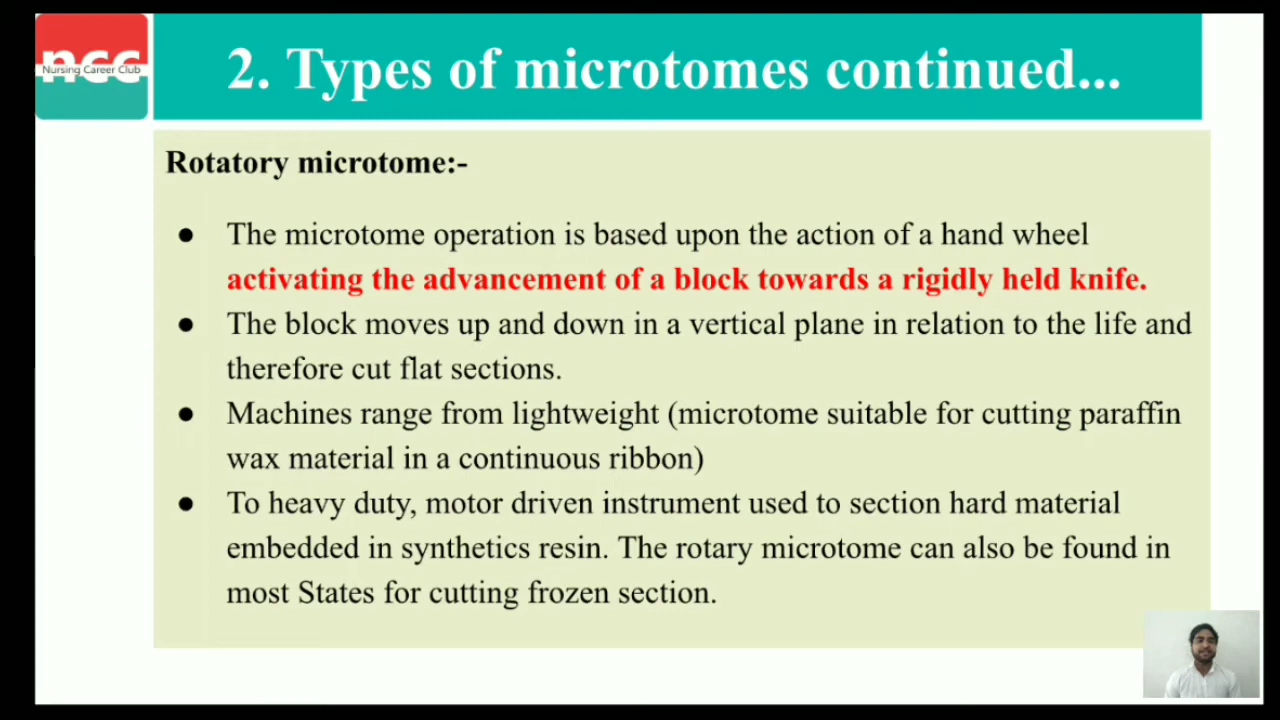 ncc
Nursing Career Club
2. Types of microtomes continued...
Rotatory microtome:-
● The microtome operation is based upon the action of a hand wheel
activating the advancement of a block towards a rigidly held knife.
● The block moves up and down in a vertical plane in relation to the life and
therefore cut flat sections.
● Machines range from lightweight (microtome suitable for cutting paraffin
wax material in a continuous ribbon)
● To heavy duty, motor driven instrument used to section hard material
embedded in synthetics resin. The rotary microtome can also be found in
most States for cutting frozen section.